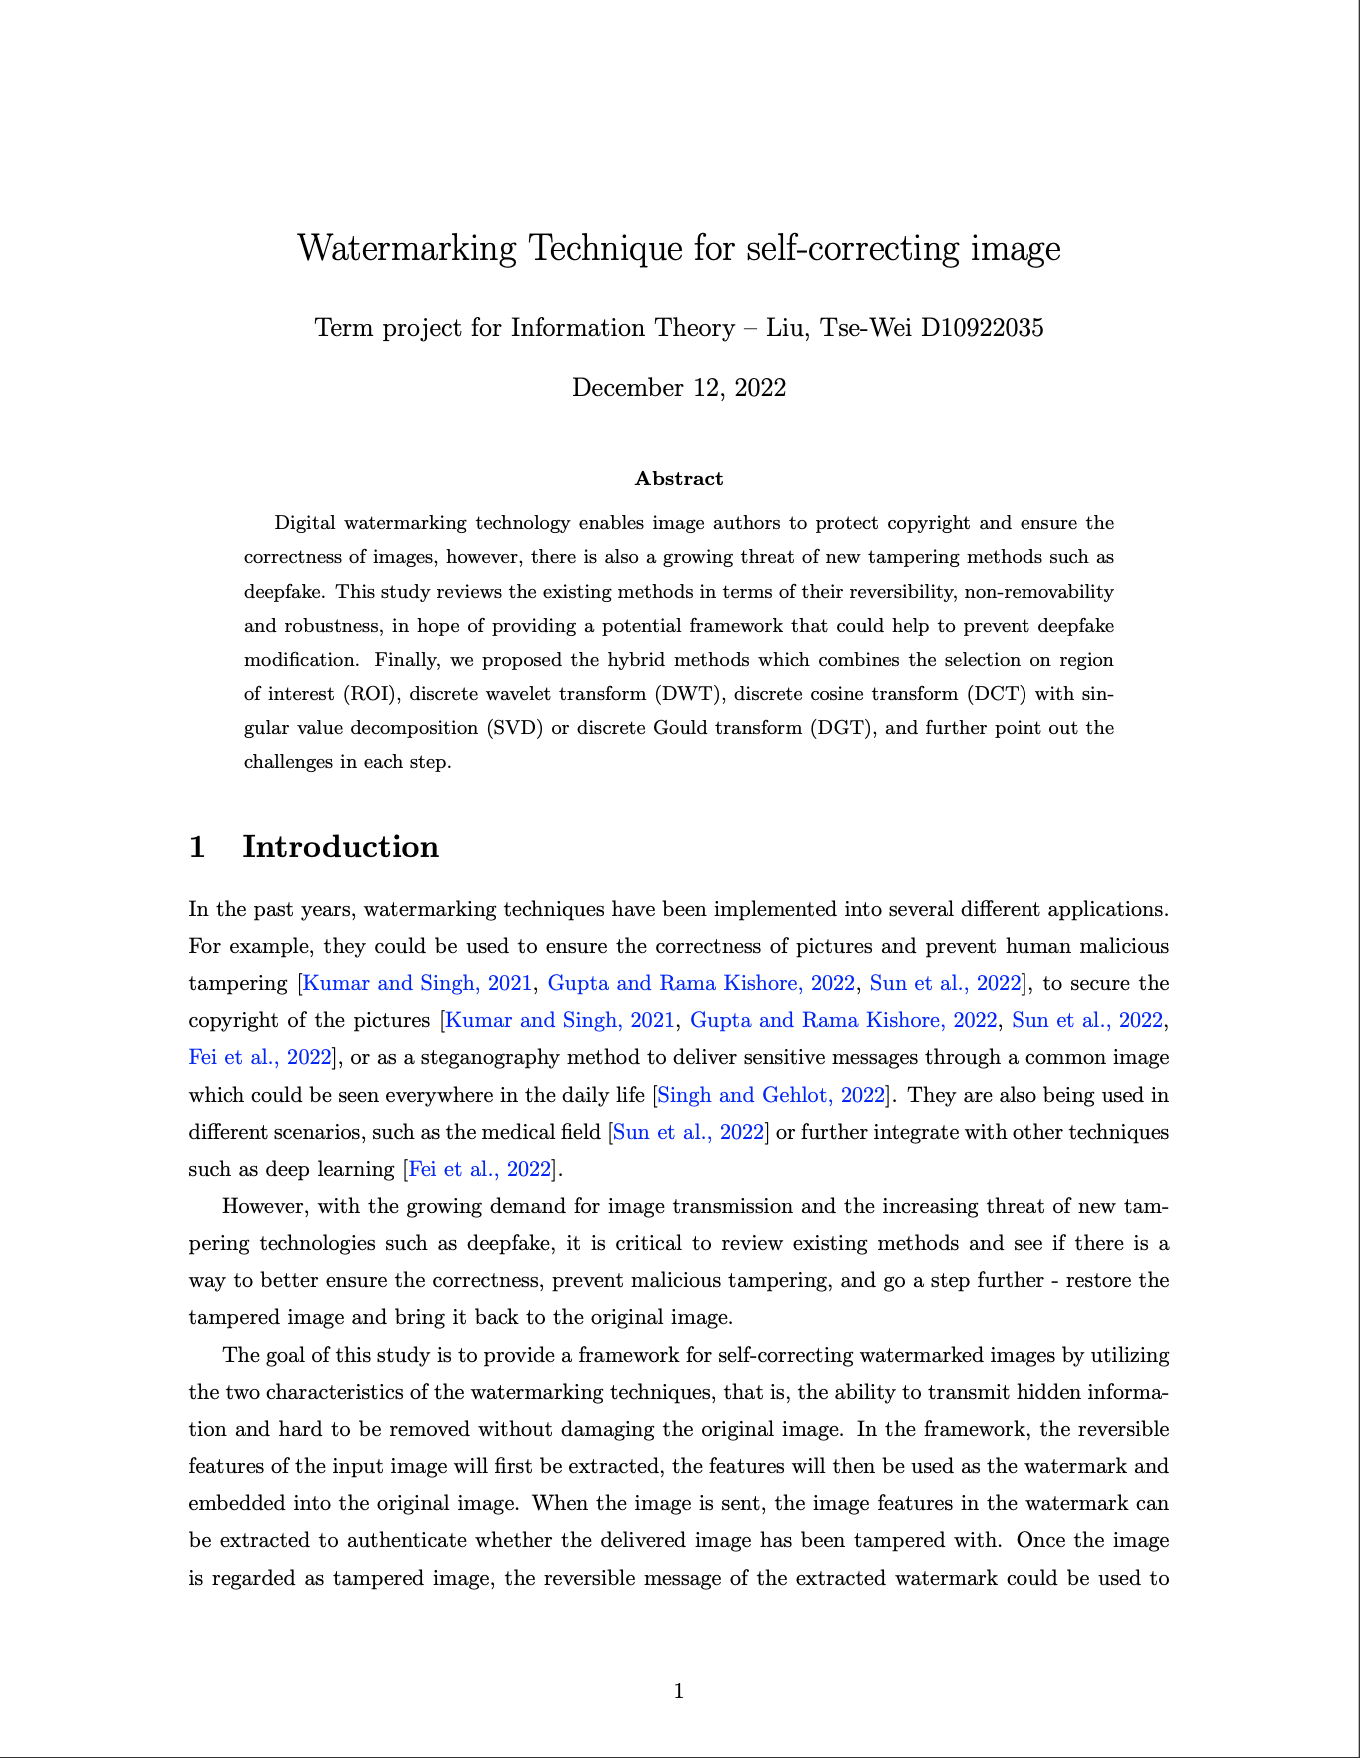 Watermarking Technique for self-correcting image
Term project for Information Theory – Liu, Tse-Wei D10922035
December 12, 2022
Abstract
Digital watermarking technology enables image authors to protect copyright and ensure the
correctness of images, however, there is also a growing threat of new tampering methods such as
deepfake. This study reviews the existing methods in terms of their reversibility, non-removability
and robustness, in hope of providing a potential framework that could help to prevent deepfake
modification. Finally, we proposed the hybrid methods which combines the selection on region
of interest (ROI), discrete wavelet transform (DWT), discrete cosine transform (DCT) with sin-
gular value decomposition (SVD) or discrete Gould transform (DGT), and further point out the
challenges in each step.
1 Introduction
In the past years, watermarking techniques have been implemented into several different applications.
For example, they could be used to ensure the correctness of pictures and prevent human malicious
tampering [Kumar and Singh, 2021, Gupta and Rama Kishore, 2022, Sun et al., 2022], to secure the
copyright of the pictures [Kumar and Singh, 2021, Gupta and Rama Kishore, 2022, Sun et al., 2022,
Fei et al., 2022], or as a steganography method to deliver sensitive messages through a common image
which could be seen everywhere in the daily life [Singh and Gehlot, 2022]. They are also being used in
different scenarios, such as the medical field [Sun et al., 2022] or further integrate with other techniques
such as deep learning [Fei et al., 2022].
However, with the growing demand for image transmission and the increasing threat of new tam-
pering technologies such as deepfake, it is critical to review existing methods and see if there is a
way to better ensure the correctness, prevent malicious tampering, and go a step further - restore the
tampered image and bring it back to the original image.
The goal of this study is to provide a framework for self-correcting watermarked images by utilizing
the two characteristics of the watermarking techniques, that is, the ability to transmit hidden informa-
tion and hard to be removed without damaging the original image. In the framework, the reversible
features of the input image will first be extracted, the features will then be used as the watermark and
embedded into the original image. When the image is sent, the image features in the watermark can
be extracted to authenticate whether the delivered image has been tampered with. Once the image
is regarded as tampered image, the reversible message of the extracted watermark could be used to
1